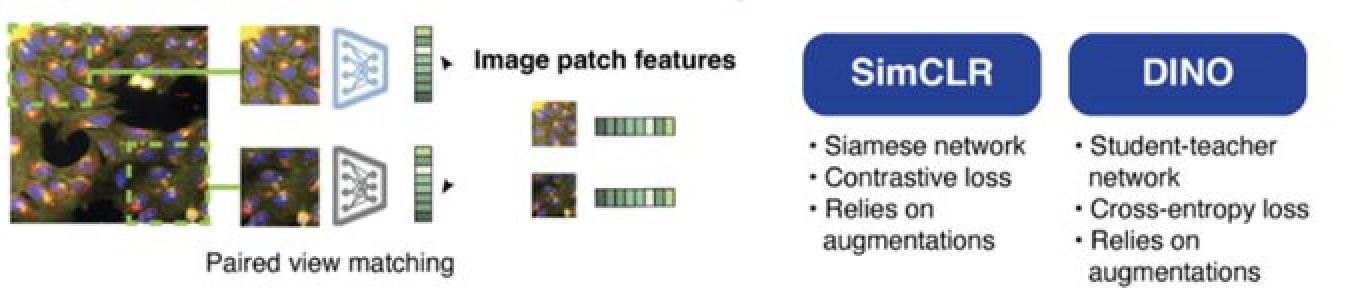 Image patch features
Paired view matching
SimCLR
• Siamese network
• Contrastive loss
• Relies on
augmentations
DINO
• Student-teacher
network
• Cross-entropy loss
• Relies on
augmentations